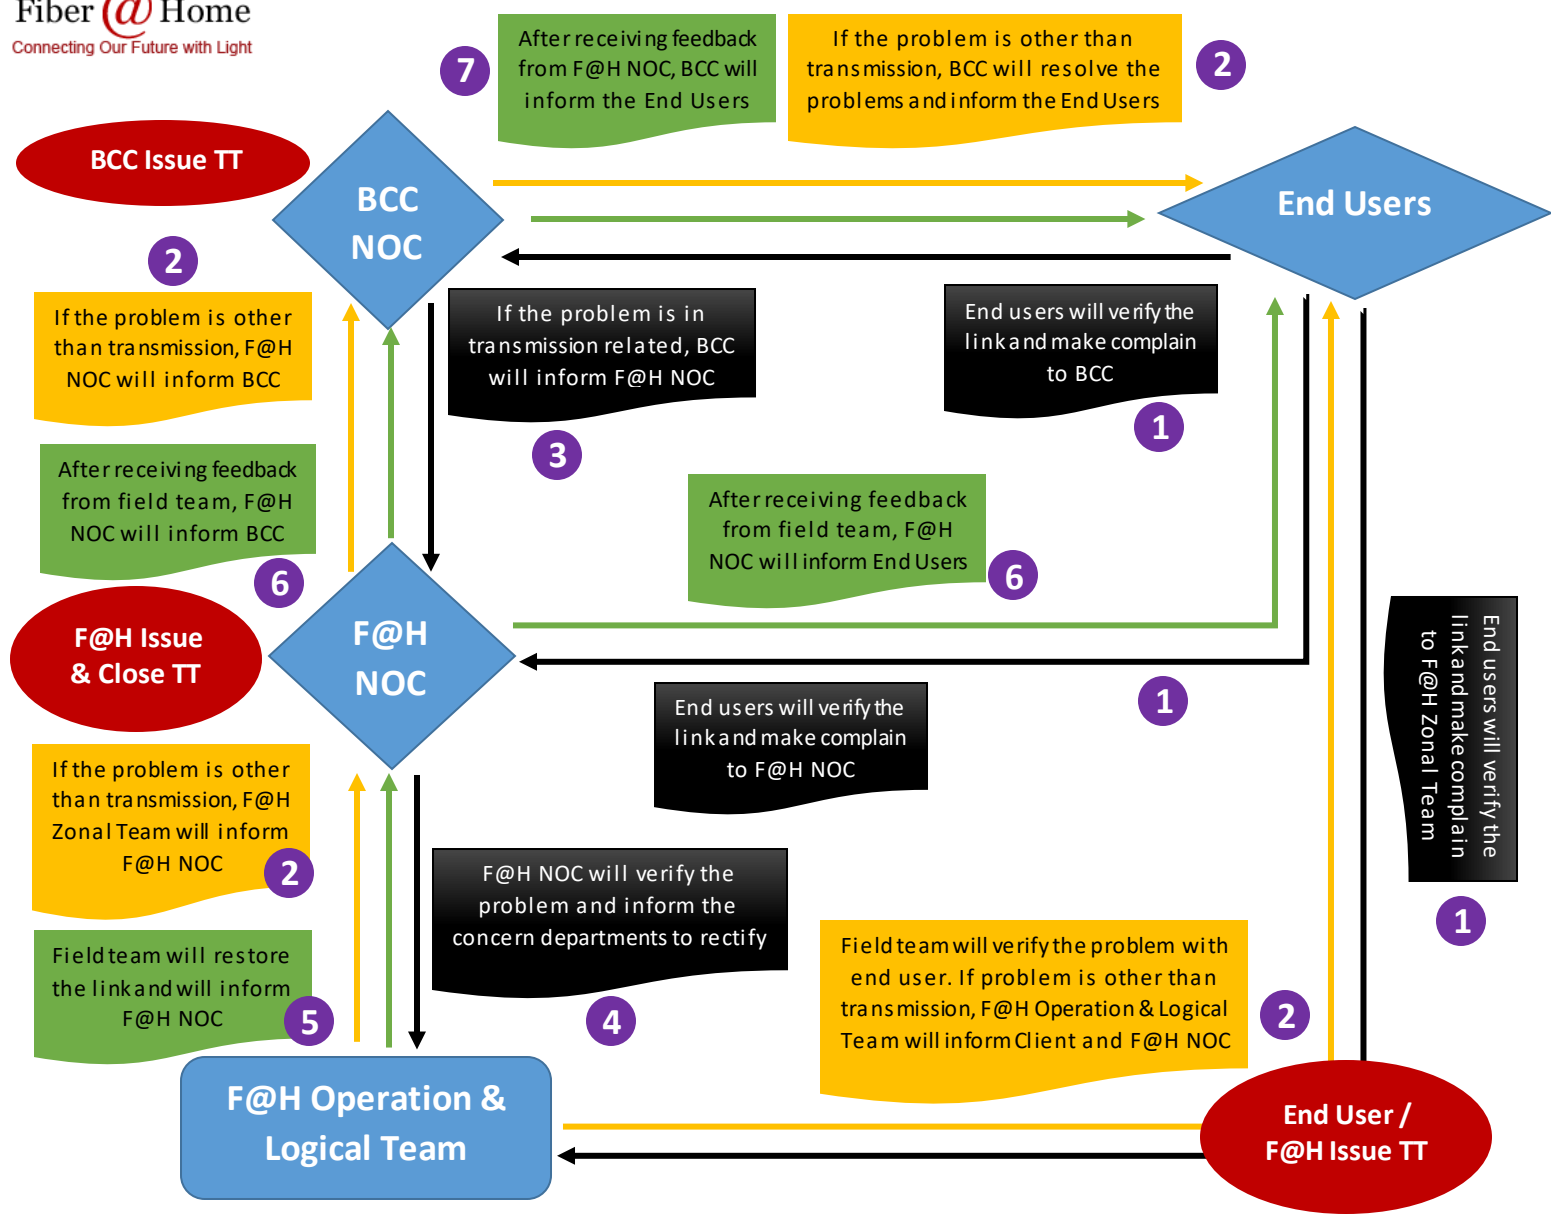 Fiber @ Home
Connecting Our Future with Light
7
After receiving feedback
from F@H NOC, BCC will
inform the End Users
If the problem is other than
transmission, BCC will resolve the
problems and inform the End Users
2
BCC Issue TT
BCC
NOC
End Users
2
If the problem is other
than transmission, F@H
NOC will inform BCC
If the problem is in
transmission related, BCC
will inform F@H NOC
3
End users will verify the
link and make complain
to BCC
1
After receiving feedback
from field team, F@H
NOC will inform BCC
6
After receiving feedback
from field team, F@H
NOC will inform End Users
6
F@H Issue
& Close TT
F@H
NOC
1
End users will verify the
link and make complain
to F@H NOC
End users will verify the
link and make complain
to F@H Zonal Team
1
If the problem is other
than transmission, F@H
Zonal Team will inform
F@H NOC
2
F@H NOC will verify the
problem and inform the
concern departments to rectify
4
Field team will restore
the link and will inform
F@H NOC
5
Field team will verify the problem with
end user. If problem is other than
transmission, F@H Operation & Logical
Team will inform Client and F@H NOC
2
F@H Operation &
Logical Team
End User /
F@H Issue TT